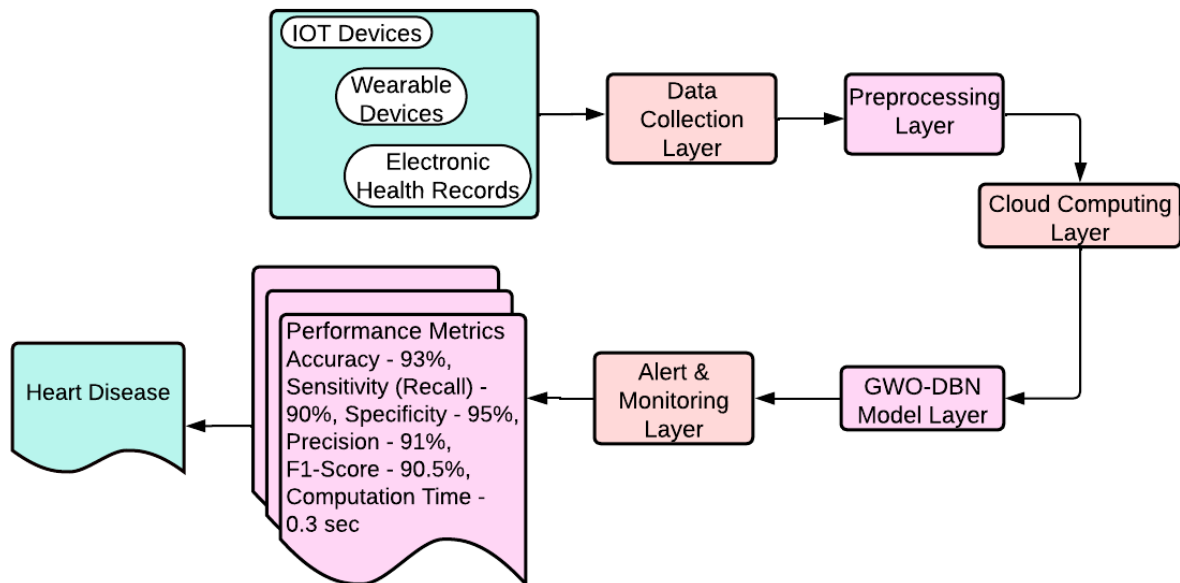 IOT Devices
Wearable
Devices
Electronic
Health Records
Data
Collection
Layer
Preprocessing
Layer
Cloud Computing
Layer
GWO-DBN
Model Layer
Alert &
Monitoring
Layer
Performance Metrics
Accuracy - 93%,
Sensitivity (Recall) -
90%, Specificity - 95%,
Precision - 91%,
F1-Score - 90.5%,
Computation Time -
0.3 sec
Heart Disease